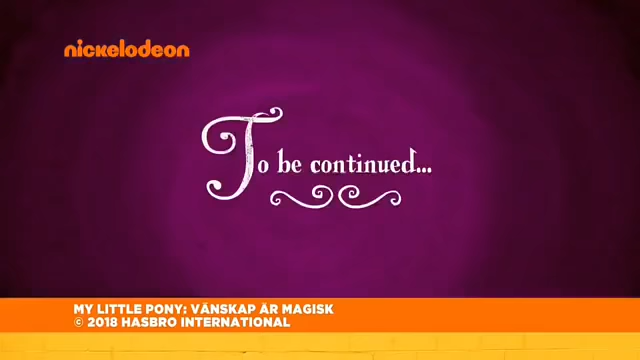 nickelodeon
To be continued...
MY LITTLE PONY: VÄNSKAP ÄR MAGISK
© 2018 HASBRO INTERNATIONAL